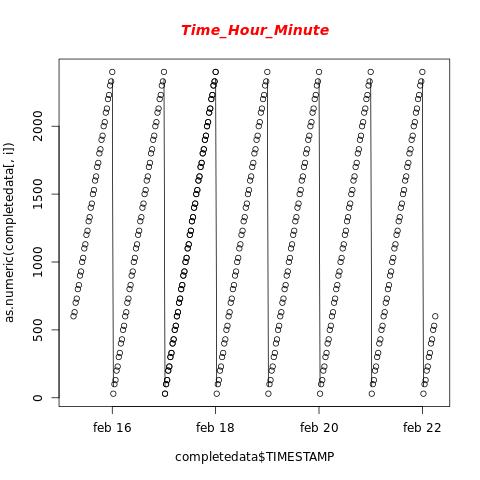 Time_Hour_Minute
as.numeric(completedata[, i])
2000
1500
1000
500
0
feb 16
feb 18
feb 20
feb 22
completedata$TIMESTAMP